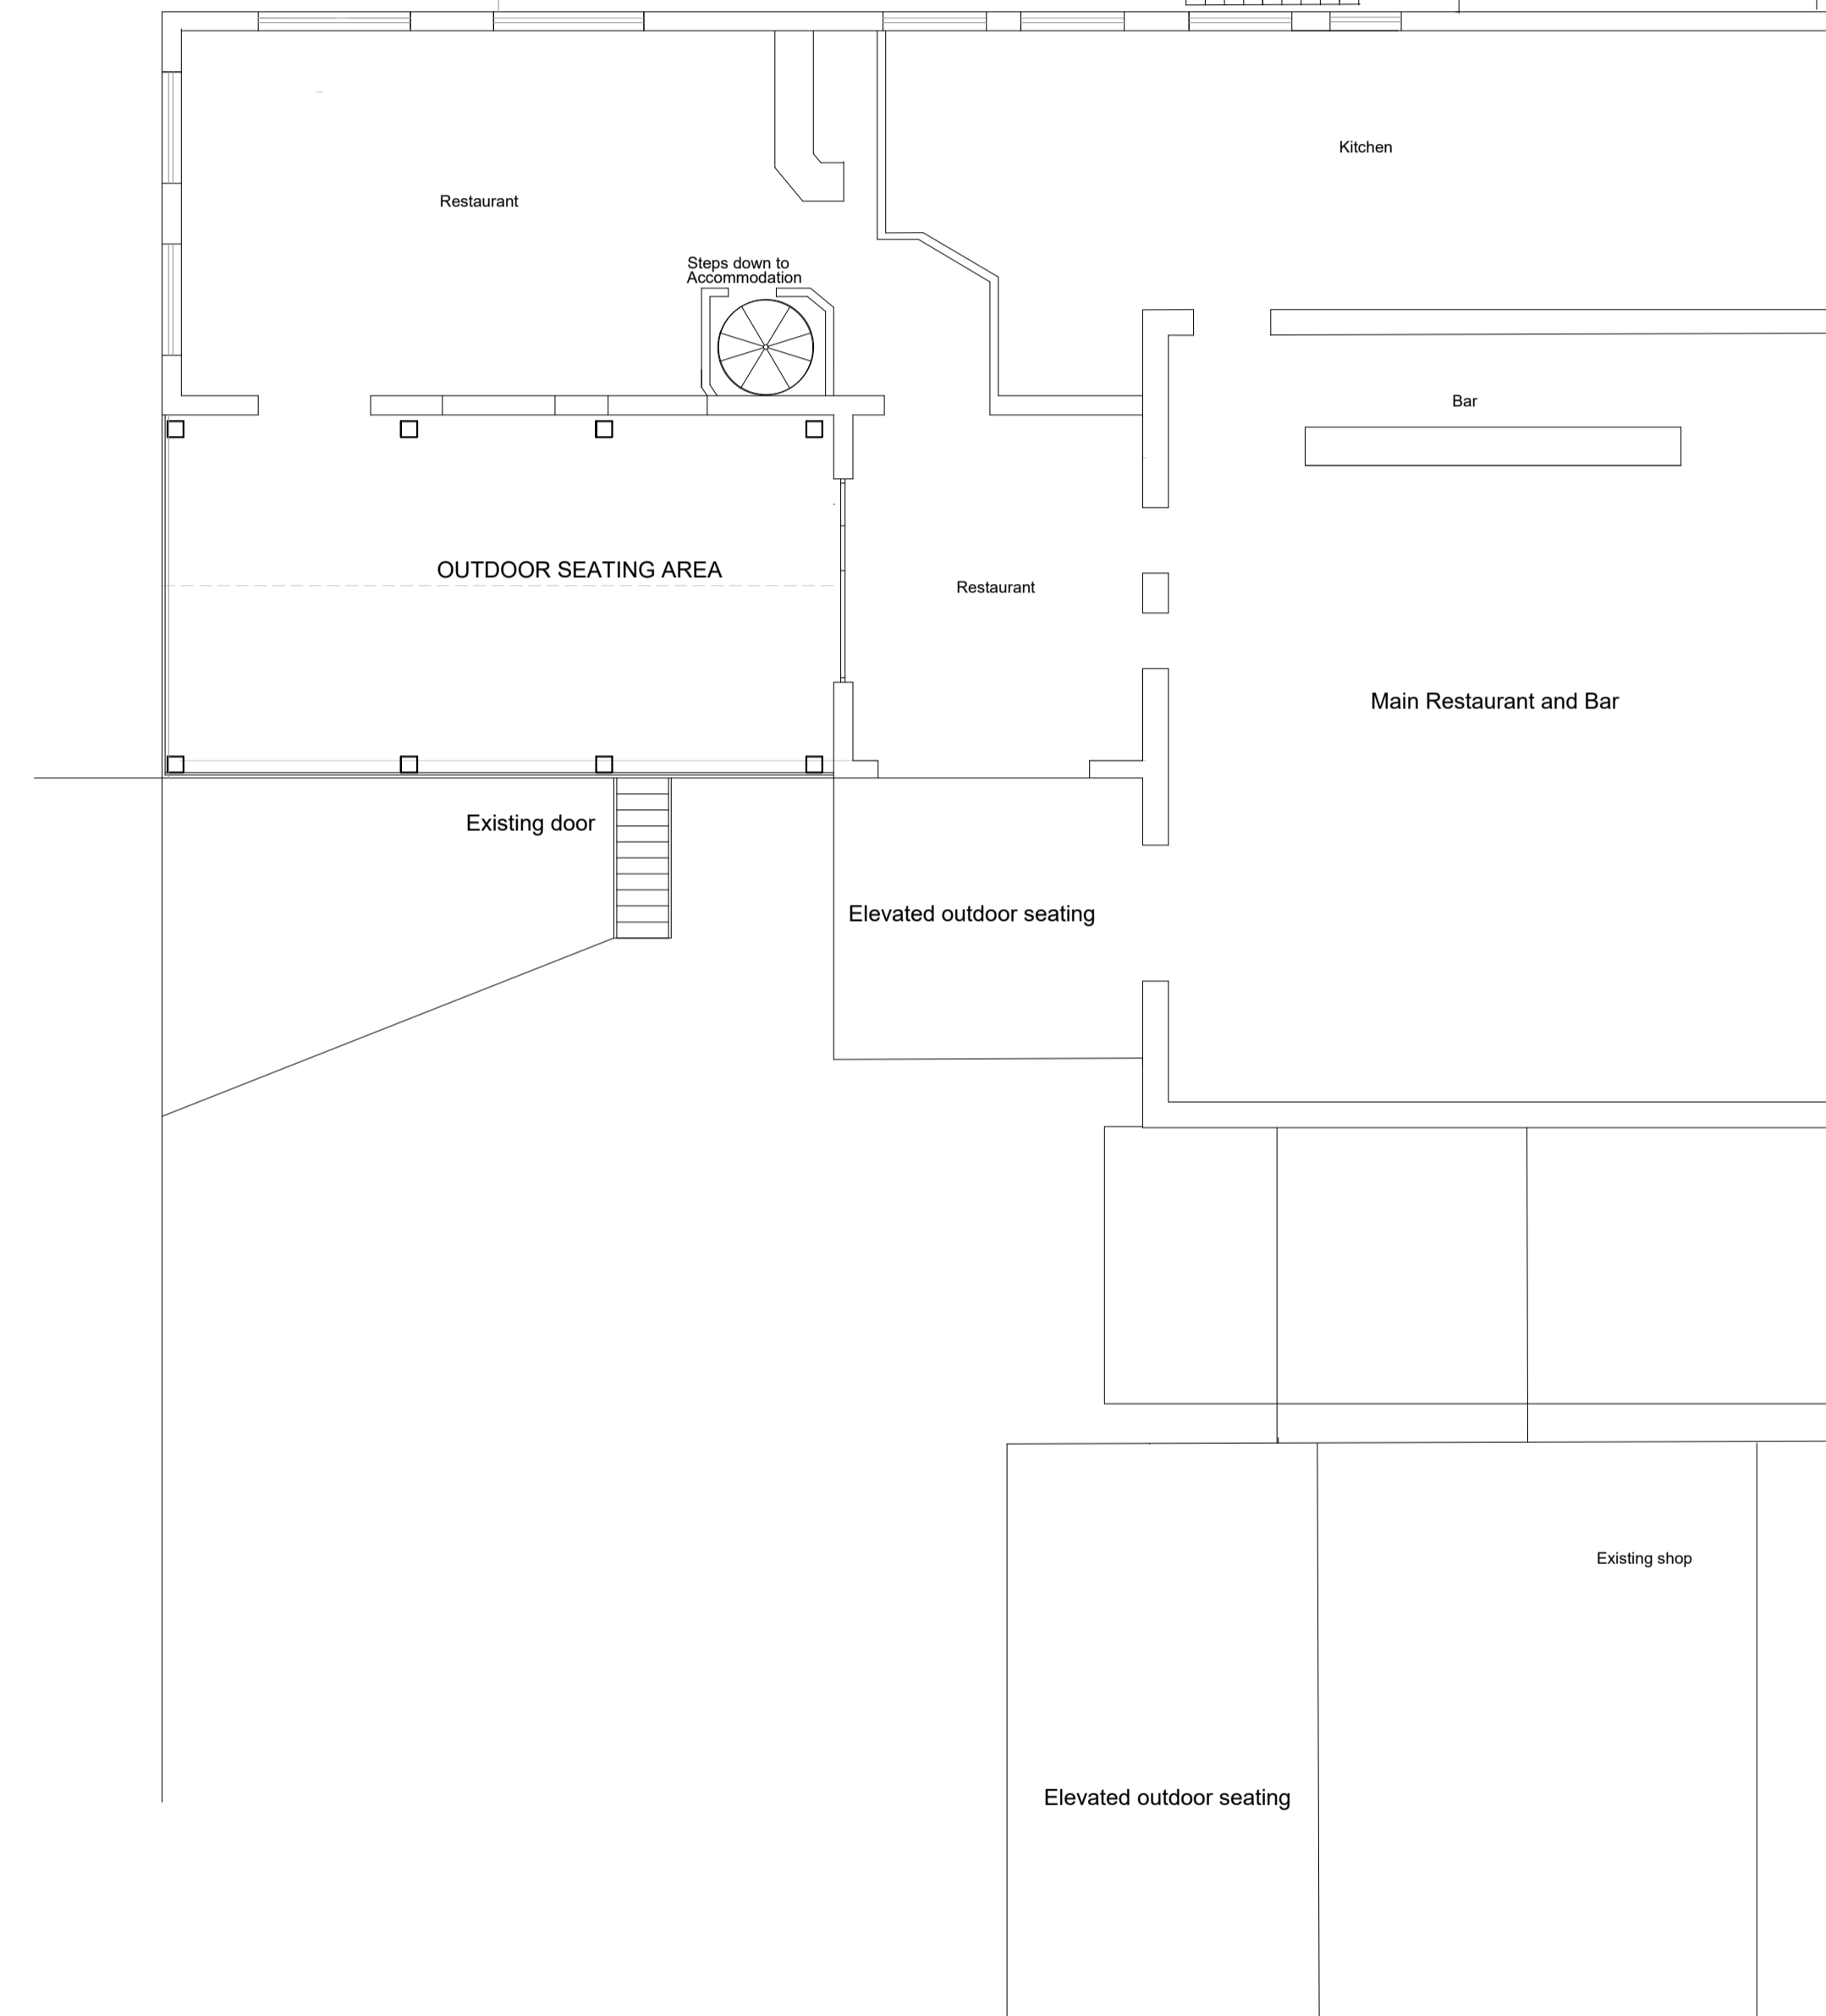 Kitchen
Restaurant
Steps down to
Accommodation
Bar
OUTDOOR SEATING AREA
Restaurant
Main Restaurant and Bar
Existing door
Elevated outdoor seating
Existing shop
Elevated outdoor seating